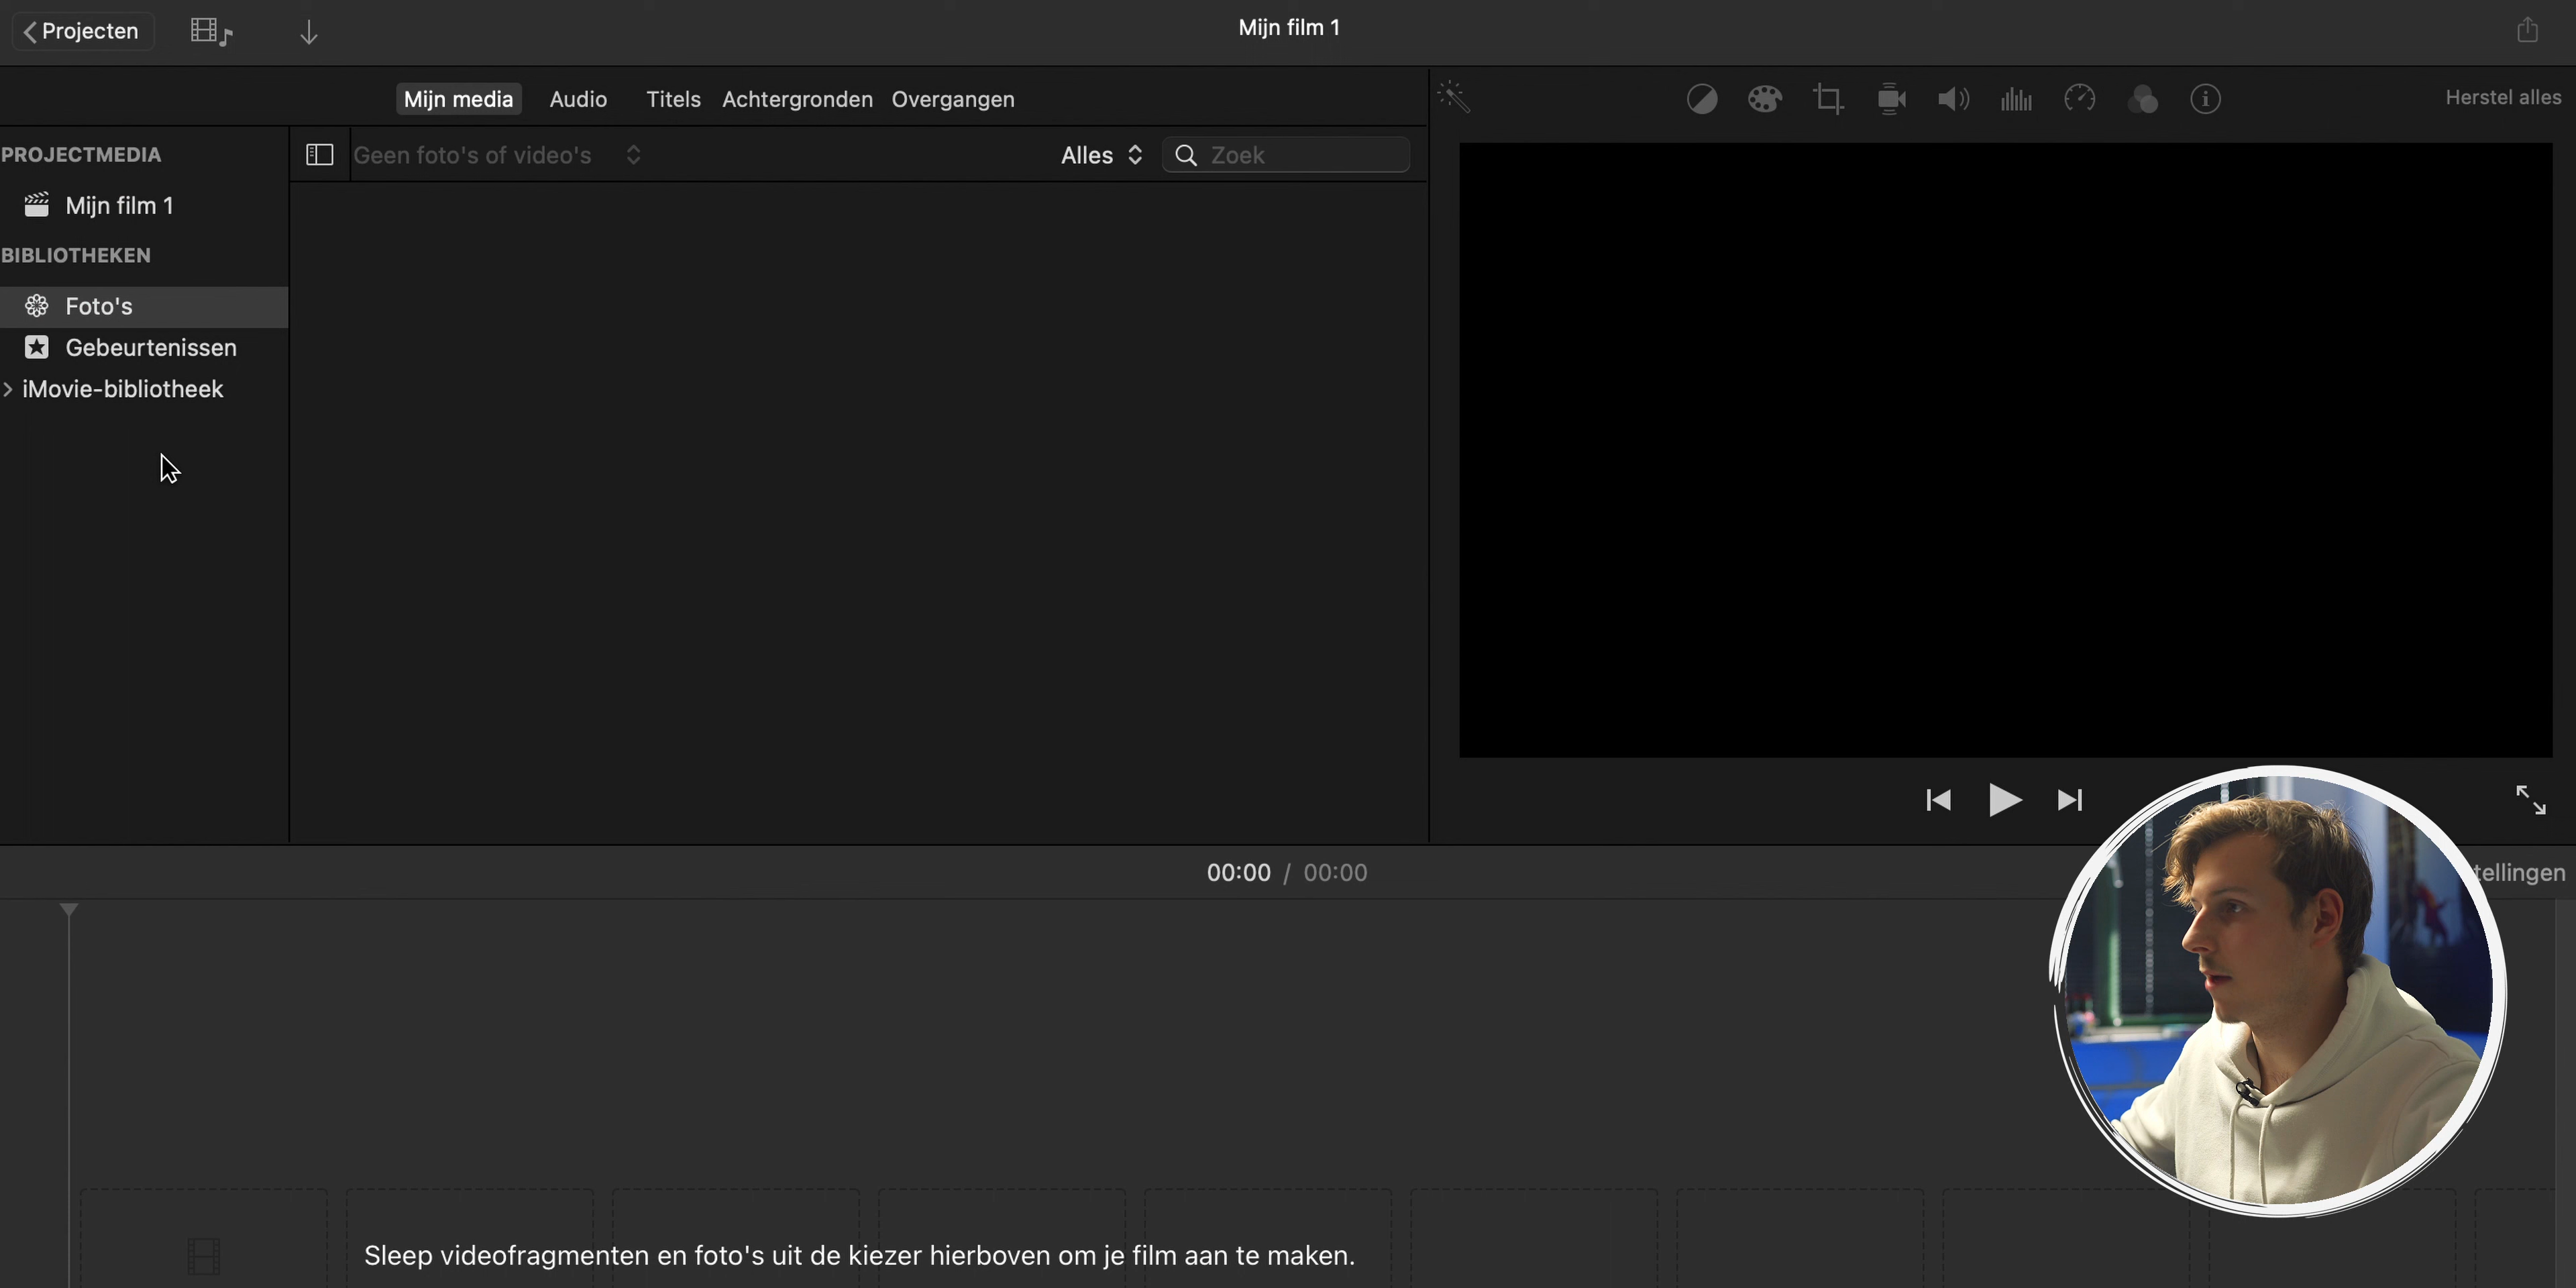 Projecten
Mijn film 1
Mijn media Audio Titels Achtergronden Overgangen
Herstel alles
PROJECTMEDIA
Mijn film 1
BIBLIOTHEKEN
Foto's
Gebeurtenissen
iMovie-bibliotheek
Geen foto's of video's
Alles
Zoek
00:00 / 00:00
tellingen
Sleep videofragmenten en foto's uit de kiezer hierboven om je film aan te maken.